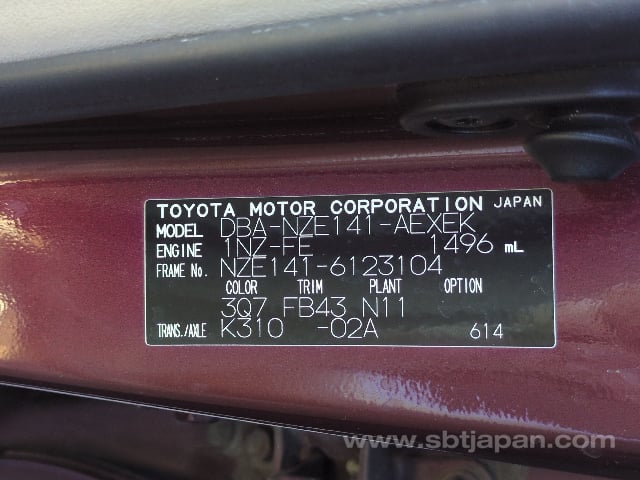 TOYOTA MOTOR CORPORATION JAPAN
MODEL DBA-NZE141-AEXEK
ENGINE 1NZ-FE 1496 mL
FRAME No. NZE141-6123104
COLOR TRIM PLANT OPTION
3Q7 FB43 N11
TRANS./AXLE K310 -02A 614
www.sbtjapan.com